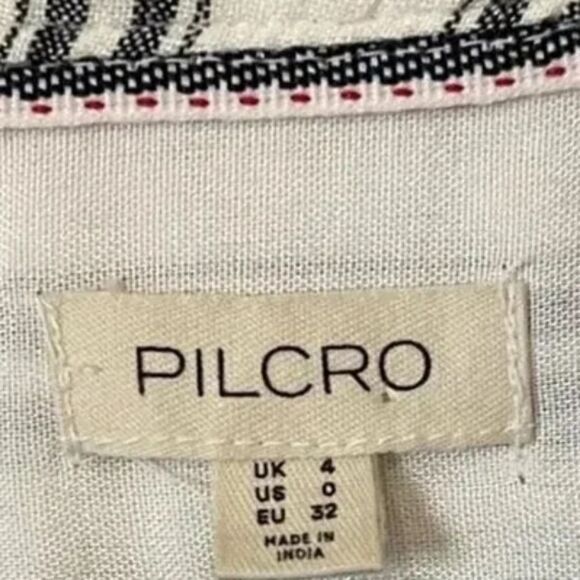 PILCRO
UK 4
US 0
EU 32
MADE IN
INDIA